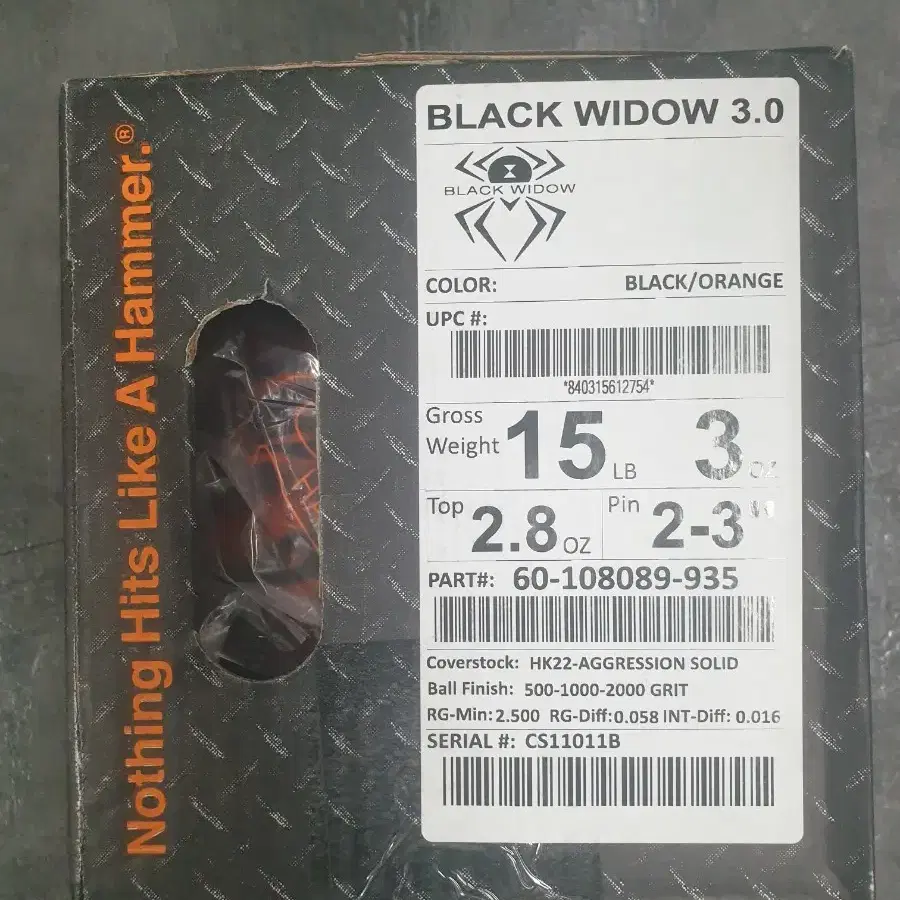 Nothing Hits Like A Hammer.®
BLACK WIDOW 3.0
BLACK WIDOW
COLOR: BLACK/ORANGE
UPC #:
*840315612754*
Gross Weight 15 LB 3 OZ
Top 2.8 OZ Pin 2-3"
PART#: 60-108089-935
Coverstock: HK22-AGGRESSION SOLID
Ball Finish: 500-1000-2000 GRIT
RG-Min: 2.500 RG-Diff: 0.058 INT-Diff: 0.016
SERIAL #: CS11011B